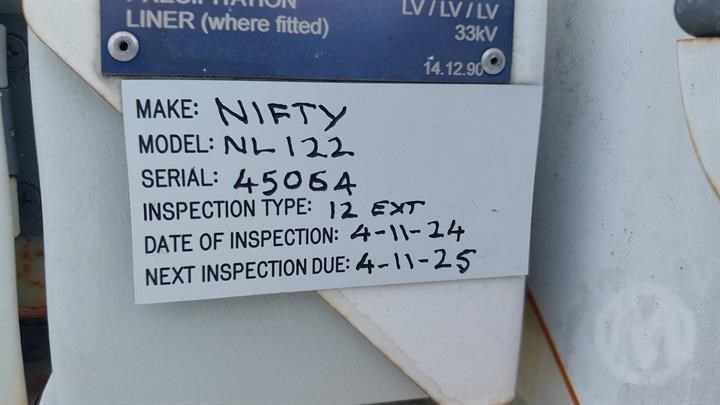 PRECIPITATION LV / LV / LV
LINER (where fitted) 33kV
14.12.90
MAKE: NIFTY
MODEL: NL122
SERIAL: 45064
INSPECTION TYPE: 12 EXT
DATE OF INSPECTION: 4-11-24
NEXT INSPECTION DUE: 4-11-25
M